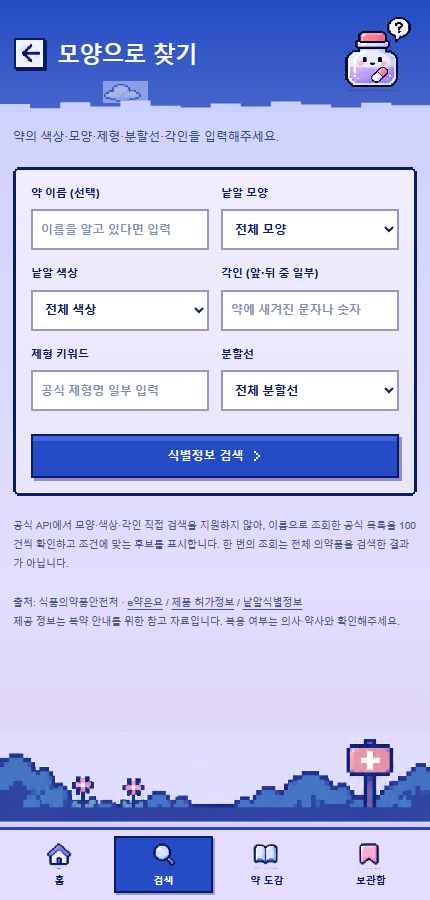 모양으로 찾기
?
약의 색상·모양·제형·분할선·각인을 입력해주세요.
약 이름 (선택)
낱알 모양
이름을 알고 있다면 입력
전체 모양
낱알 색상
각인 (앞·뒤 중 일부)
전체 색상
약에 새겨진 문자나 숫자
제형 키워드
분할선
공식 제형명 일부 입력
전체 분할선
식별정보 검색 >
공식 API에서 모양·색상·각인 직접 검색을 지원하지 않아, 이름으로 조회한 공식 목록을 100
건씩 확인하고 조건에 맞는 후보를 표시합니다. 한 번의 조회는 전체 의약품을 검색한 결과
가 아닙니다.
출처: 식품의약품안전처 · e약은요 / 제품 허가정보 / 낱알식별정보
제공 정보는 복약 안내를 위한 참고 자료입니다. 복용 여부는 의사·약사와 확인해주세요.
홈
검색
약 도감
보관함